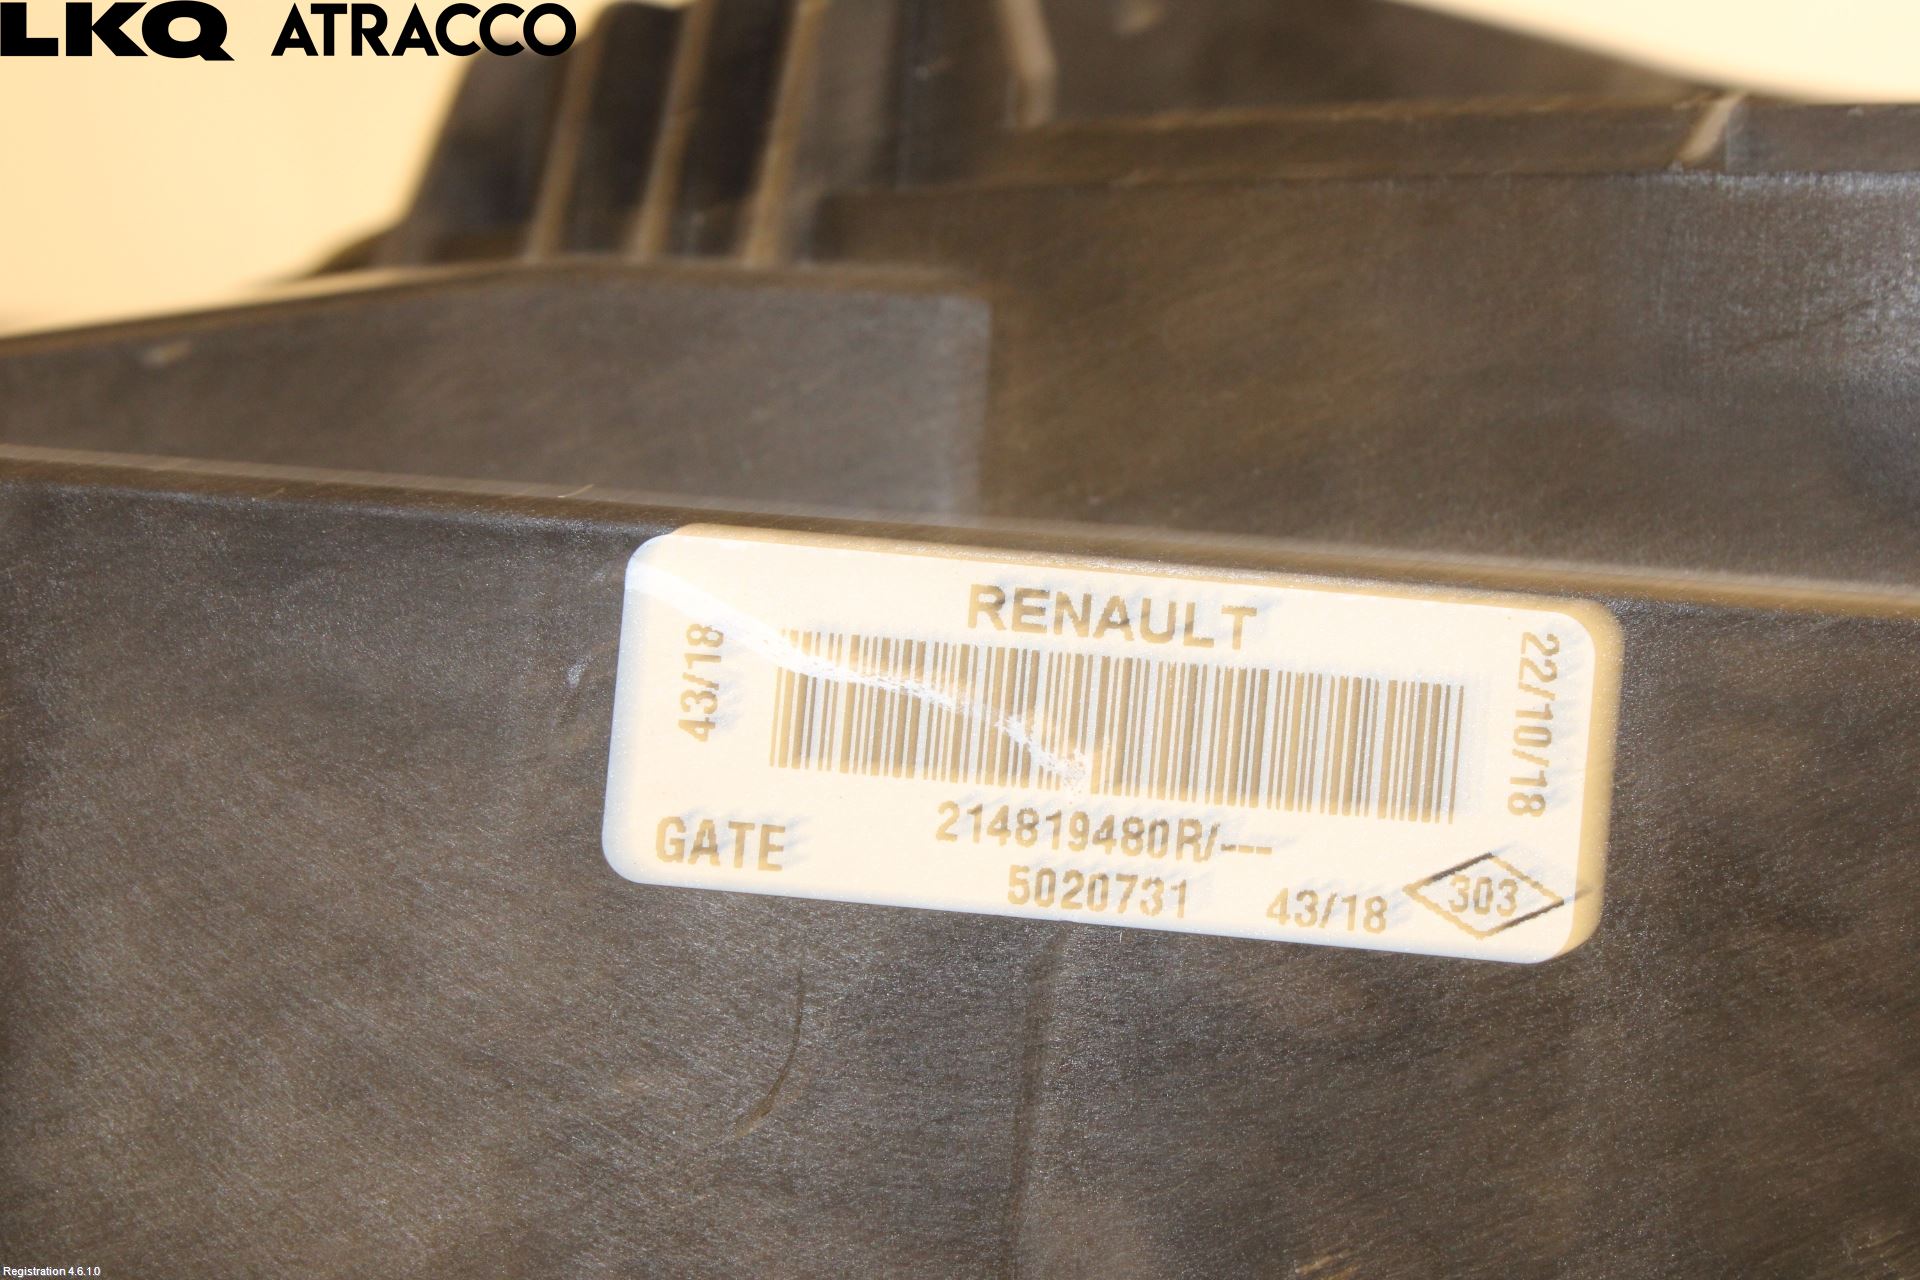 LKQ ATRACCO
RENAULT
43/18
22/10/18
214819480R/---
GATE
5020731
43/18
303
Registration 4.6.1.0